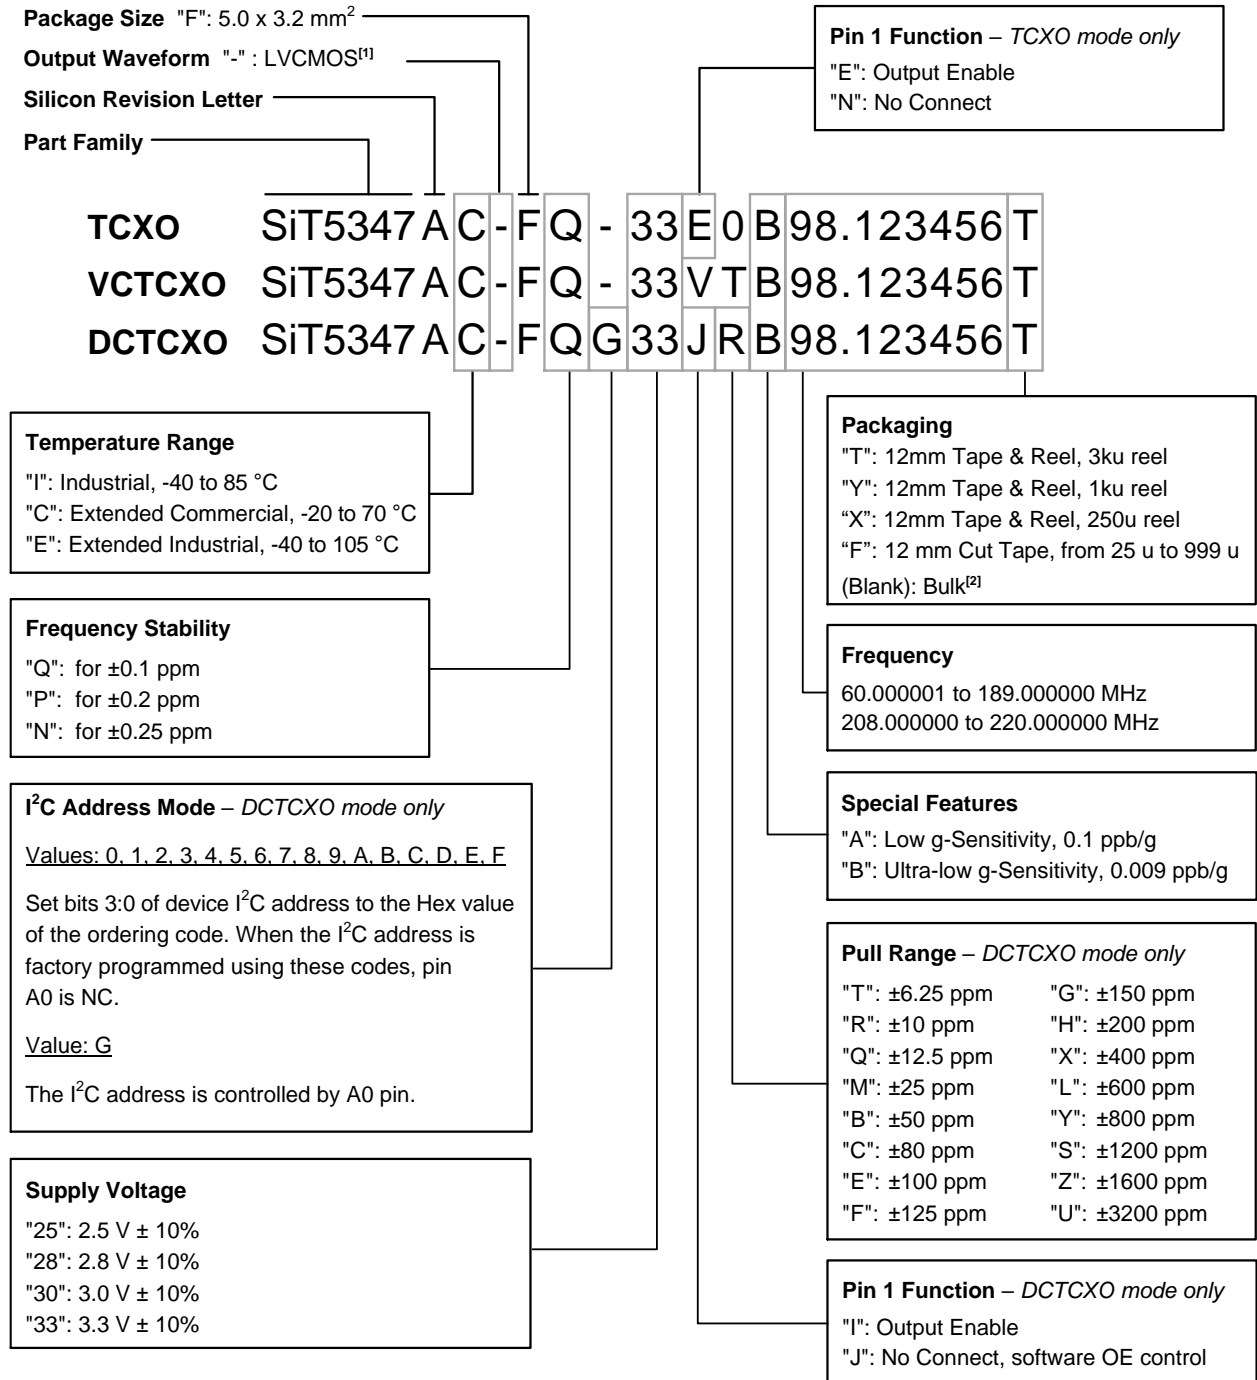 Package Size "F": 5.0 x 3.2 mm²
Output Waveform "-" : LVCMOS[1]
Silicon Revision Letter
Part Family
Pin 1 Function – TCXO mode only
"E": Output Enable
"N": No Connect
TCXO SiT5347 A C - F Q - 33 E 0 B 98.123456 T
VCTCXO SiT5347 A C - F Q - 33 V T B 98.123456 T
DCTCXO SiT5347 A C - F Q G 33 J R B 98.123456 T
Temperature Range
"I": Industrial, -40 to 85 °C
"C": Extended Commercial, -20 to 70 °C
"E": Extended Industrial, -40 to 105 °C
Frequency Stability
"Q": for ±0.1 ppm
"P": for ±0.2 ppm
"N": for ±0.25 ppm
I²C Address Mode – DCTCXO mode only
Values: 0, 1, 2, 3, 4, 5, 6, 7, 8, 9, A, B, C, D, E, F
Set bits 3:0 of device I²C address to the Hex value
of the ordering code. When the I²C address is
factory programmed using these codes, pin
A0 is NC.
Value: G
The I²C address is controlled by A0 pin.
Supply Voltage
"25": 2.5 V ± 10%
"28": 2.8 V ± 10%
"30": 3.0 V ± 10%
"33": 3.3 V ± 10%
Packaging
"T": 12mm Tape & Reel, 3ku reel
"Y": 12mm Tape & Reel, 1ku reel
“X”: 12mm Tape & Reel, 250u reel
“F”: 12 mm Cut Tape, from 25 u to 999 u
(Blank): Bulk[2]
Frequency
60.000001 to 189.000000 MHz
208.000000 to 220.000000 MHz
Special Features
"A": Low g-Sensitivity, 0.1 ppb/g
"B": Ultra-low g-Sensitivity, 0.009 ppb/g
Pull Range – DCTCXO mode only
"T": ±6.25 ppm "G": ±150 ppm
"R": ±10 ppm "H": ±200 ppm
"Q": ±12.5 ppm "X": ±400 ppm
"M": ±25 ppm "L": ±600 ppm
"B": ±50 ppm "Y": ±800 ppm
"C": ±80 ppm "S": ±1200 ppm
"E": ±100 ppm "Z": ±1600 ppm
"F": ±125 ppm "U": ±3200 ppm
Pin 1 Function – DCTCXO mode only
"I": Output Enable
"J": No Connect, software OE control